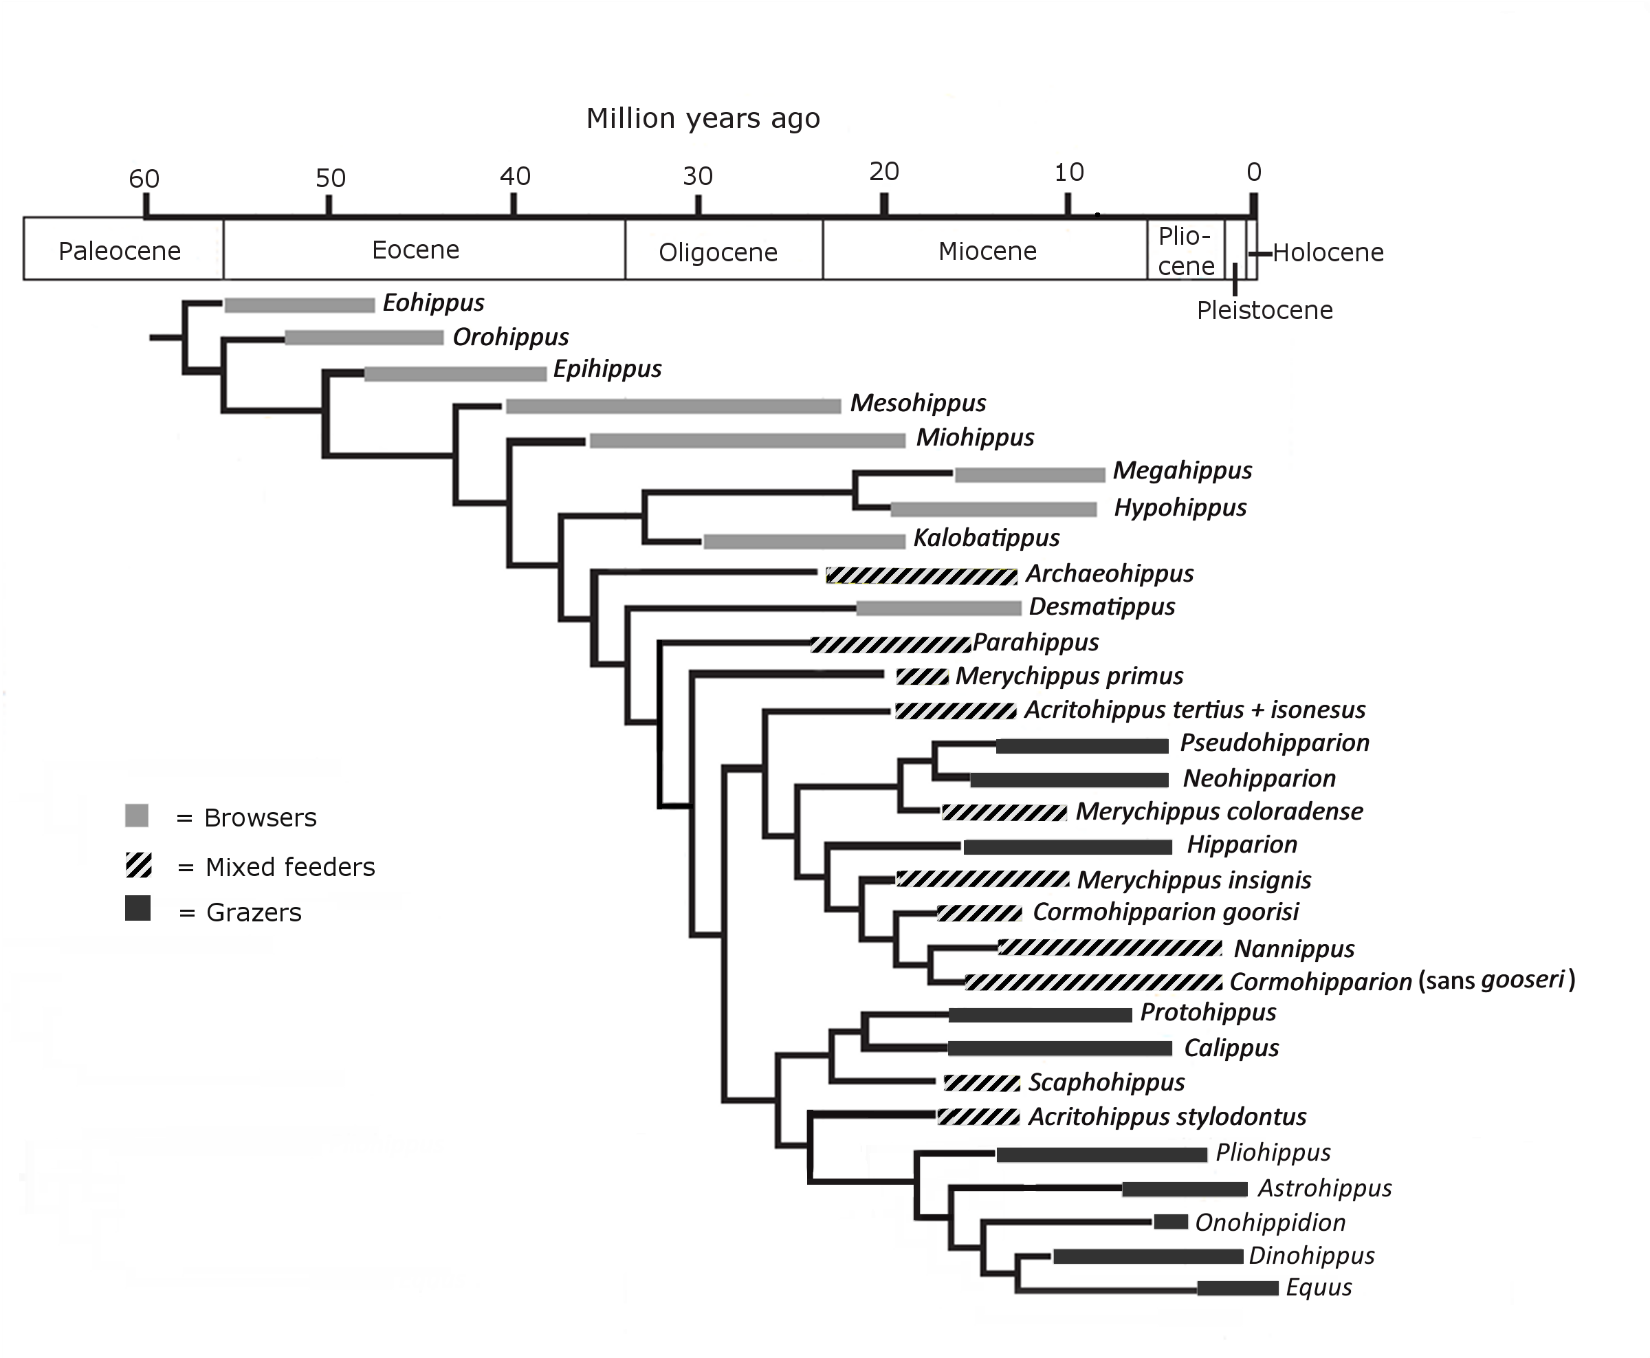 Million years ago
60 50 40 30 20 10 0
Paleocene Eocene Oligocene Miocene Plio-
cene Holocene
Pleistocene
Eohippus
Orohippus
Epihippus
Mesohippus
Miohippus
Megahippus
Hypohippus
Kalobatippus
Archaeohippus
Desmatippus
Parahippus
Merychippus primus
Acritohippus tertius + isonesus
Pseudohipparion
Neohipparion
Merychippus coloradense
Hipparion
Merychippus insignis
Cormohipparion goorisi
Nannippus
Cormohipparion (sans gooseri)
Protohippus
Calippus
Scaphohippus
Acritohippus stylodontus
Pliohippus
Astrohippus
Onohippidion
Dinohippus
Equus
= Browsers
= Mixed feeders
= Grazers